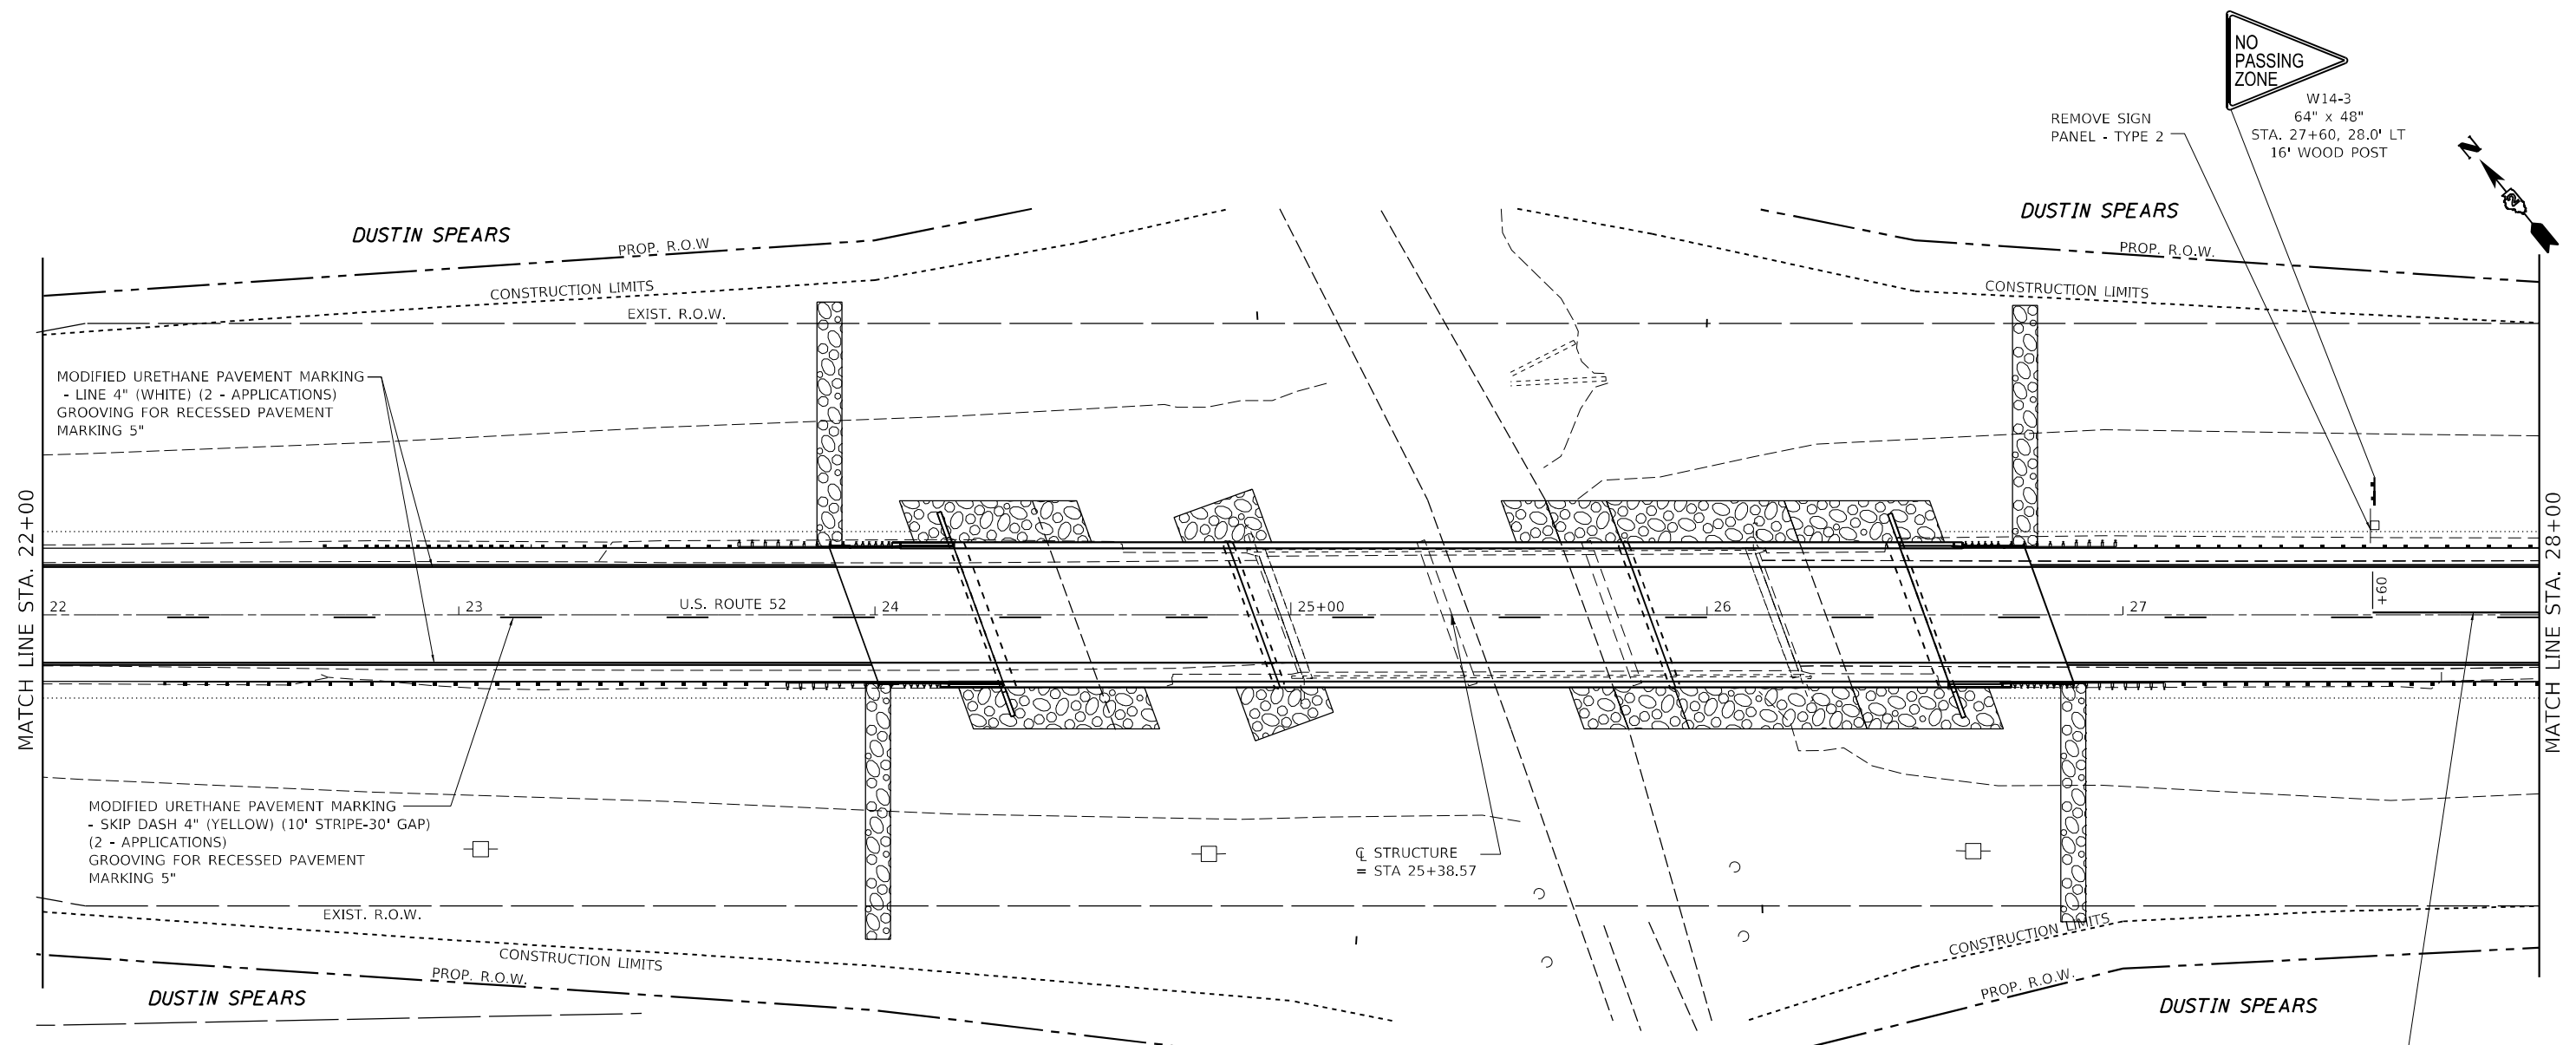 NO
PASSING
ZONE
W14-3
64" x 48"
STA. 27+60, 28.0' LT
16' WOOD POST
REMOVE SIGN
PANEL - TYPE 2
N
2
DUSTIN SPEARS
DUSTIN SPEARS
PROP. R.O.W
PROP. R.O.W.
CONSTRUCTION LIMITS
CONSTRUCTION LIMITS
EXIST. R.O.W.
MODIFIED URETHANE PAVEMENT MARKING
- LINE 4" (WHITE) (2 - APPLICATIONS)
GROOVING FOR RECESSED PAVEMENT
MARKING 5"
MATCH LINE STA. 22+00
MATCH LINE STA. 28+00
22
23
U.S. ROUTE 52
24
25+00
26
27
+60
MODIFIED URETHANE PAVEMENT MARKING
- SKIP DASH 4" (YELLOW) (10' STRIPE-30' GAP)
(2 - APPLICATIONS)
GROOVING FOR RECESSED PAVEMENT
MARKING 5"
℄ STRUCTURE
= STA 25+38.57
EXIST. R.O.W.
CONSTRUCTION LIMITS
CONSTRUCTION LIMITS
PROP. R.O.W.
PROP. R.O.W.
DUSTIN SPEARS
DUSTIN SPEARS